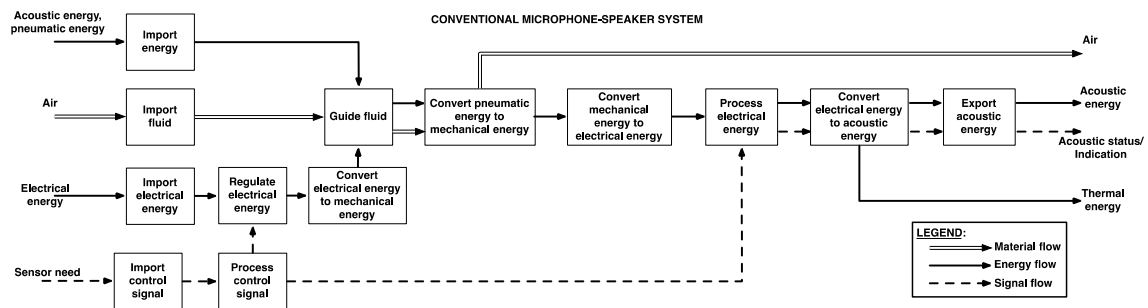 CONVENTIONAL MICROPHONE-SPEAKER SYSTEM
Acoustic energy,
pneumatic energy
Import
energy
Air
Air
Import
fluid
Guide fluid
Convert pneumatic
energy to mechanical
energy
Convert
mechanical
energy to
electrical energy
Process
electrical
energy
Convert
electrical energy
to acoustic
energy
Export
acoustic
energy
Acoustic
energy
Acoustic status/
Indication
Electrical
energy
Import
electrical
energy
Regulate
electrical
energy
Convert
electrical energy
to mechanical
energy
Thermal
energy
Sensor need
Import
control
signal
Process
control
signal
LEGEND:
Material flow
Energy flow
Signal flow